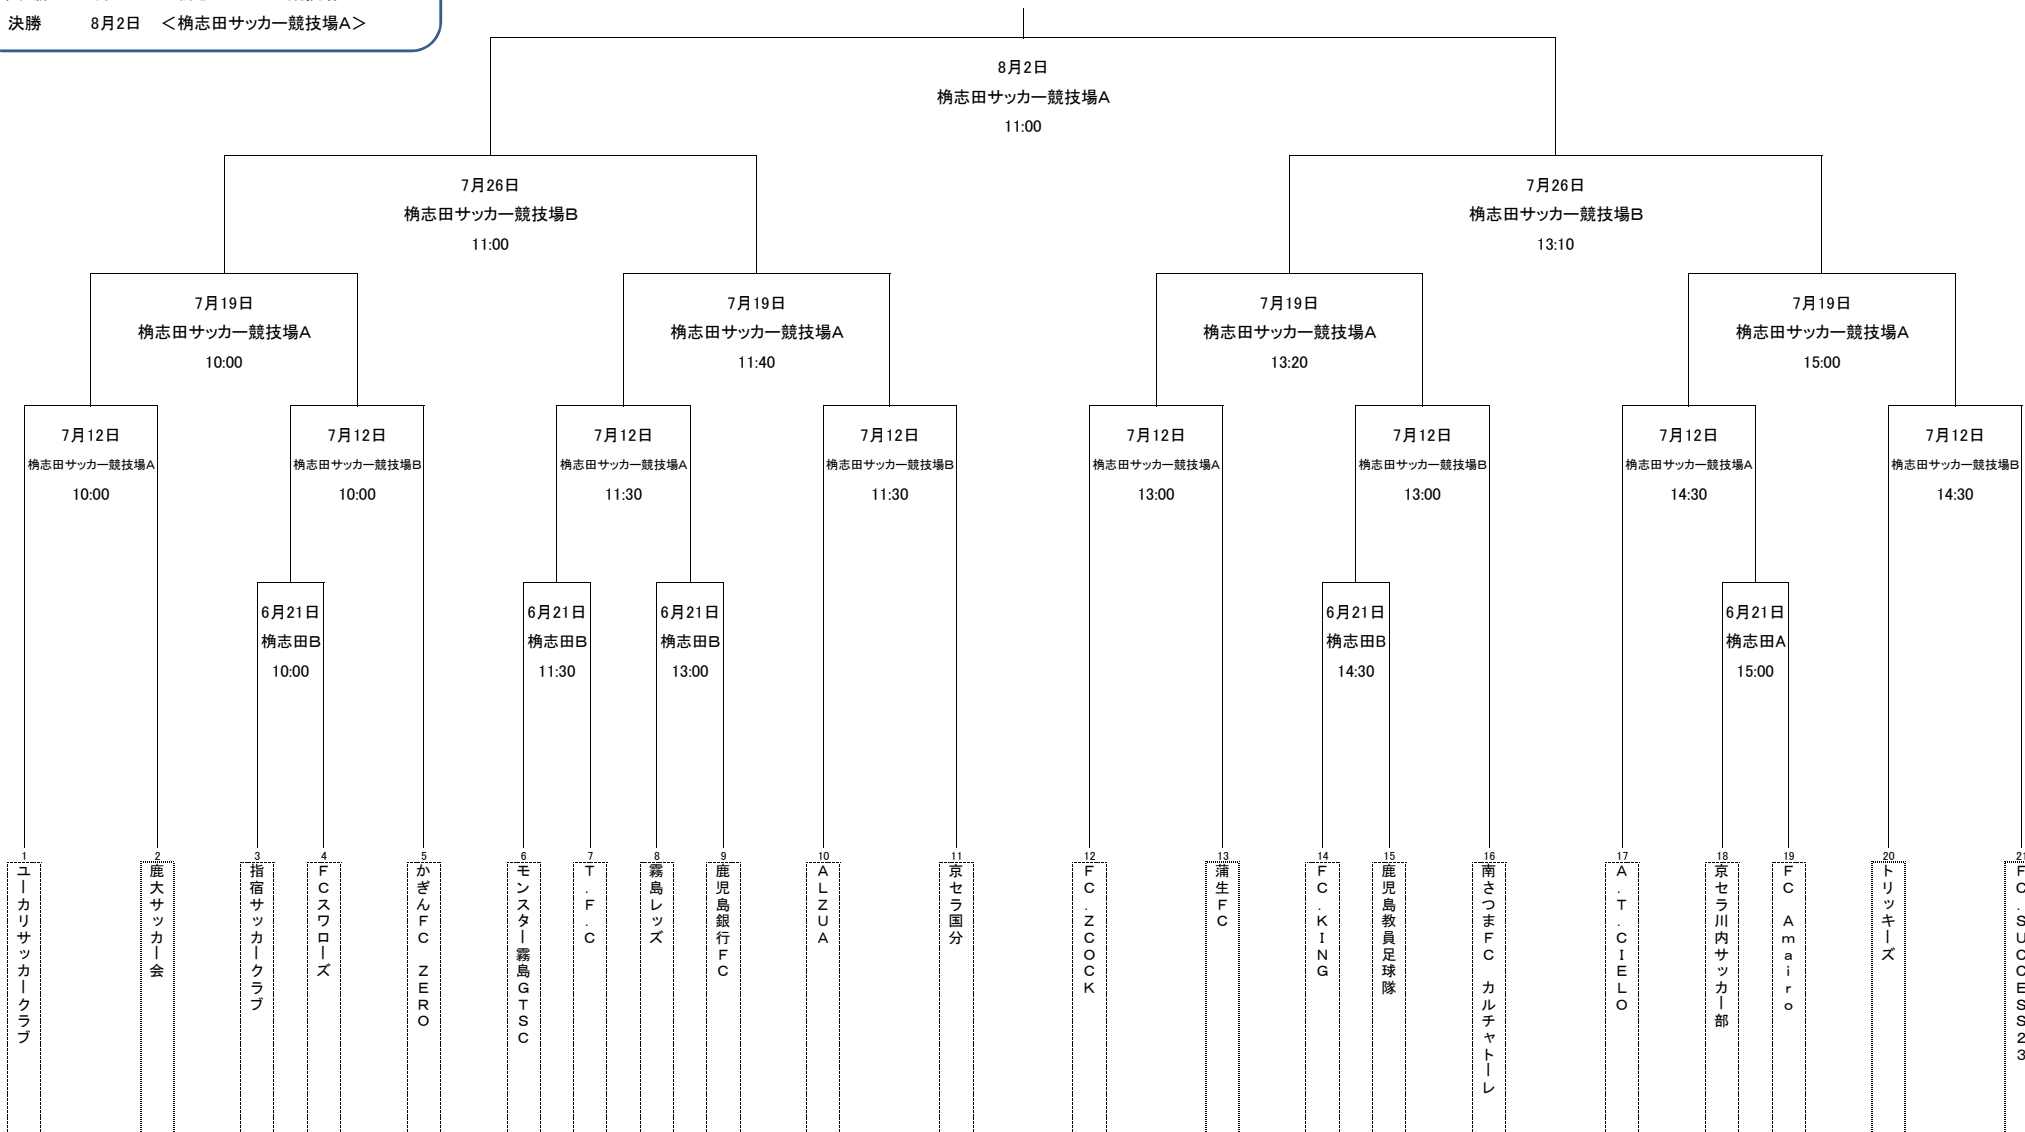 決勝　8月2日　＜桷志田サッカー競技場A＞
8月2日
桷志田サッカー競技場A
11:00
7月26日
桷志田サッカー競技場B
11:00
7月26日
桷志田サッカー競技場B
13:10
7月19日
桷志田サッカー競技場A
10:00
7月19日
桷志田サッカー競技場A
11:40
7月19日
桷志田サッカー競技場A
13:20
7月19日
桷志田サッカー競技場A
15:00
7月12日
桷志田サッカー競技場A
10:00
7月12日
桷志田サッカー競技場B
10:00
7月12日
桷志田サッカー競技場A
11:30
7月12日
桷志田サッカー競技場B
11:30
7月12日
桷志田サッカー競技場A
13:00
7月12日
桷志田サッカー競技場B
13:00
7月12日
桷志田サッカー競技場A
14:30
7月12日
桷志田サッカー競技場B
14:30
6月21日
桷志田B
10:00
6月21日
桷志田B
11:30
6月21日
桷志田B
13:00
6月21日
桷志田B
14:30
6月21日
桷志田A
15:00
1
ユーカリサッカークラブ
2
鹿大サッカー会
3
指宿サッカークラブ
4
FCスワローズ
5
かぎんFC ZERO
6
モンスター霧島GTSC
7
T.F.C
8
霧島レッズ
9
鹿児島銀行FC
10
ALZUA
11
京セラ国分
12
FC.ZCOCK
13
蒲生FC
14
FC.KING
15
鹿児島教員足球隊
16
南さつまFC カルチャトーレ
17
A.T.CIELO
18
京セラ川内サッカー部
19
FC Amairo
20
トリッキーズ
21
FC.SUCCESS23